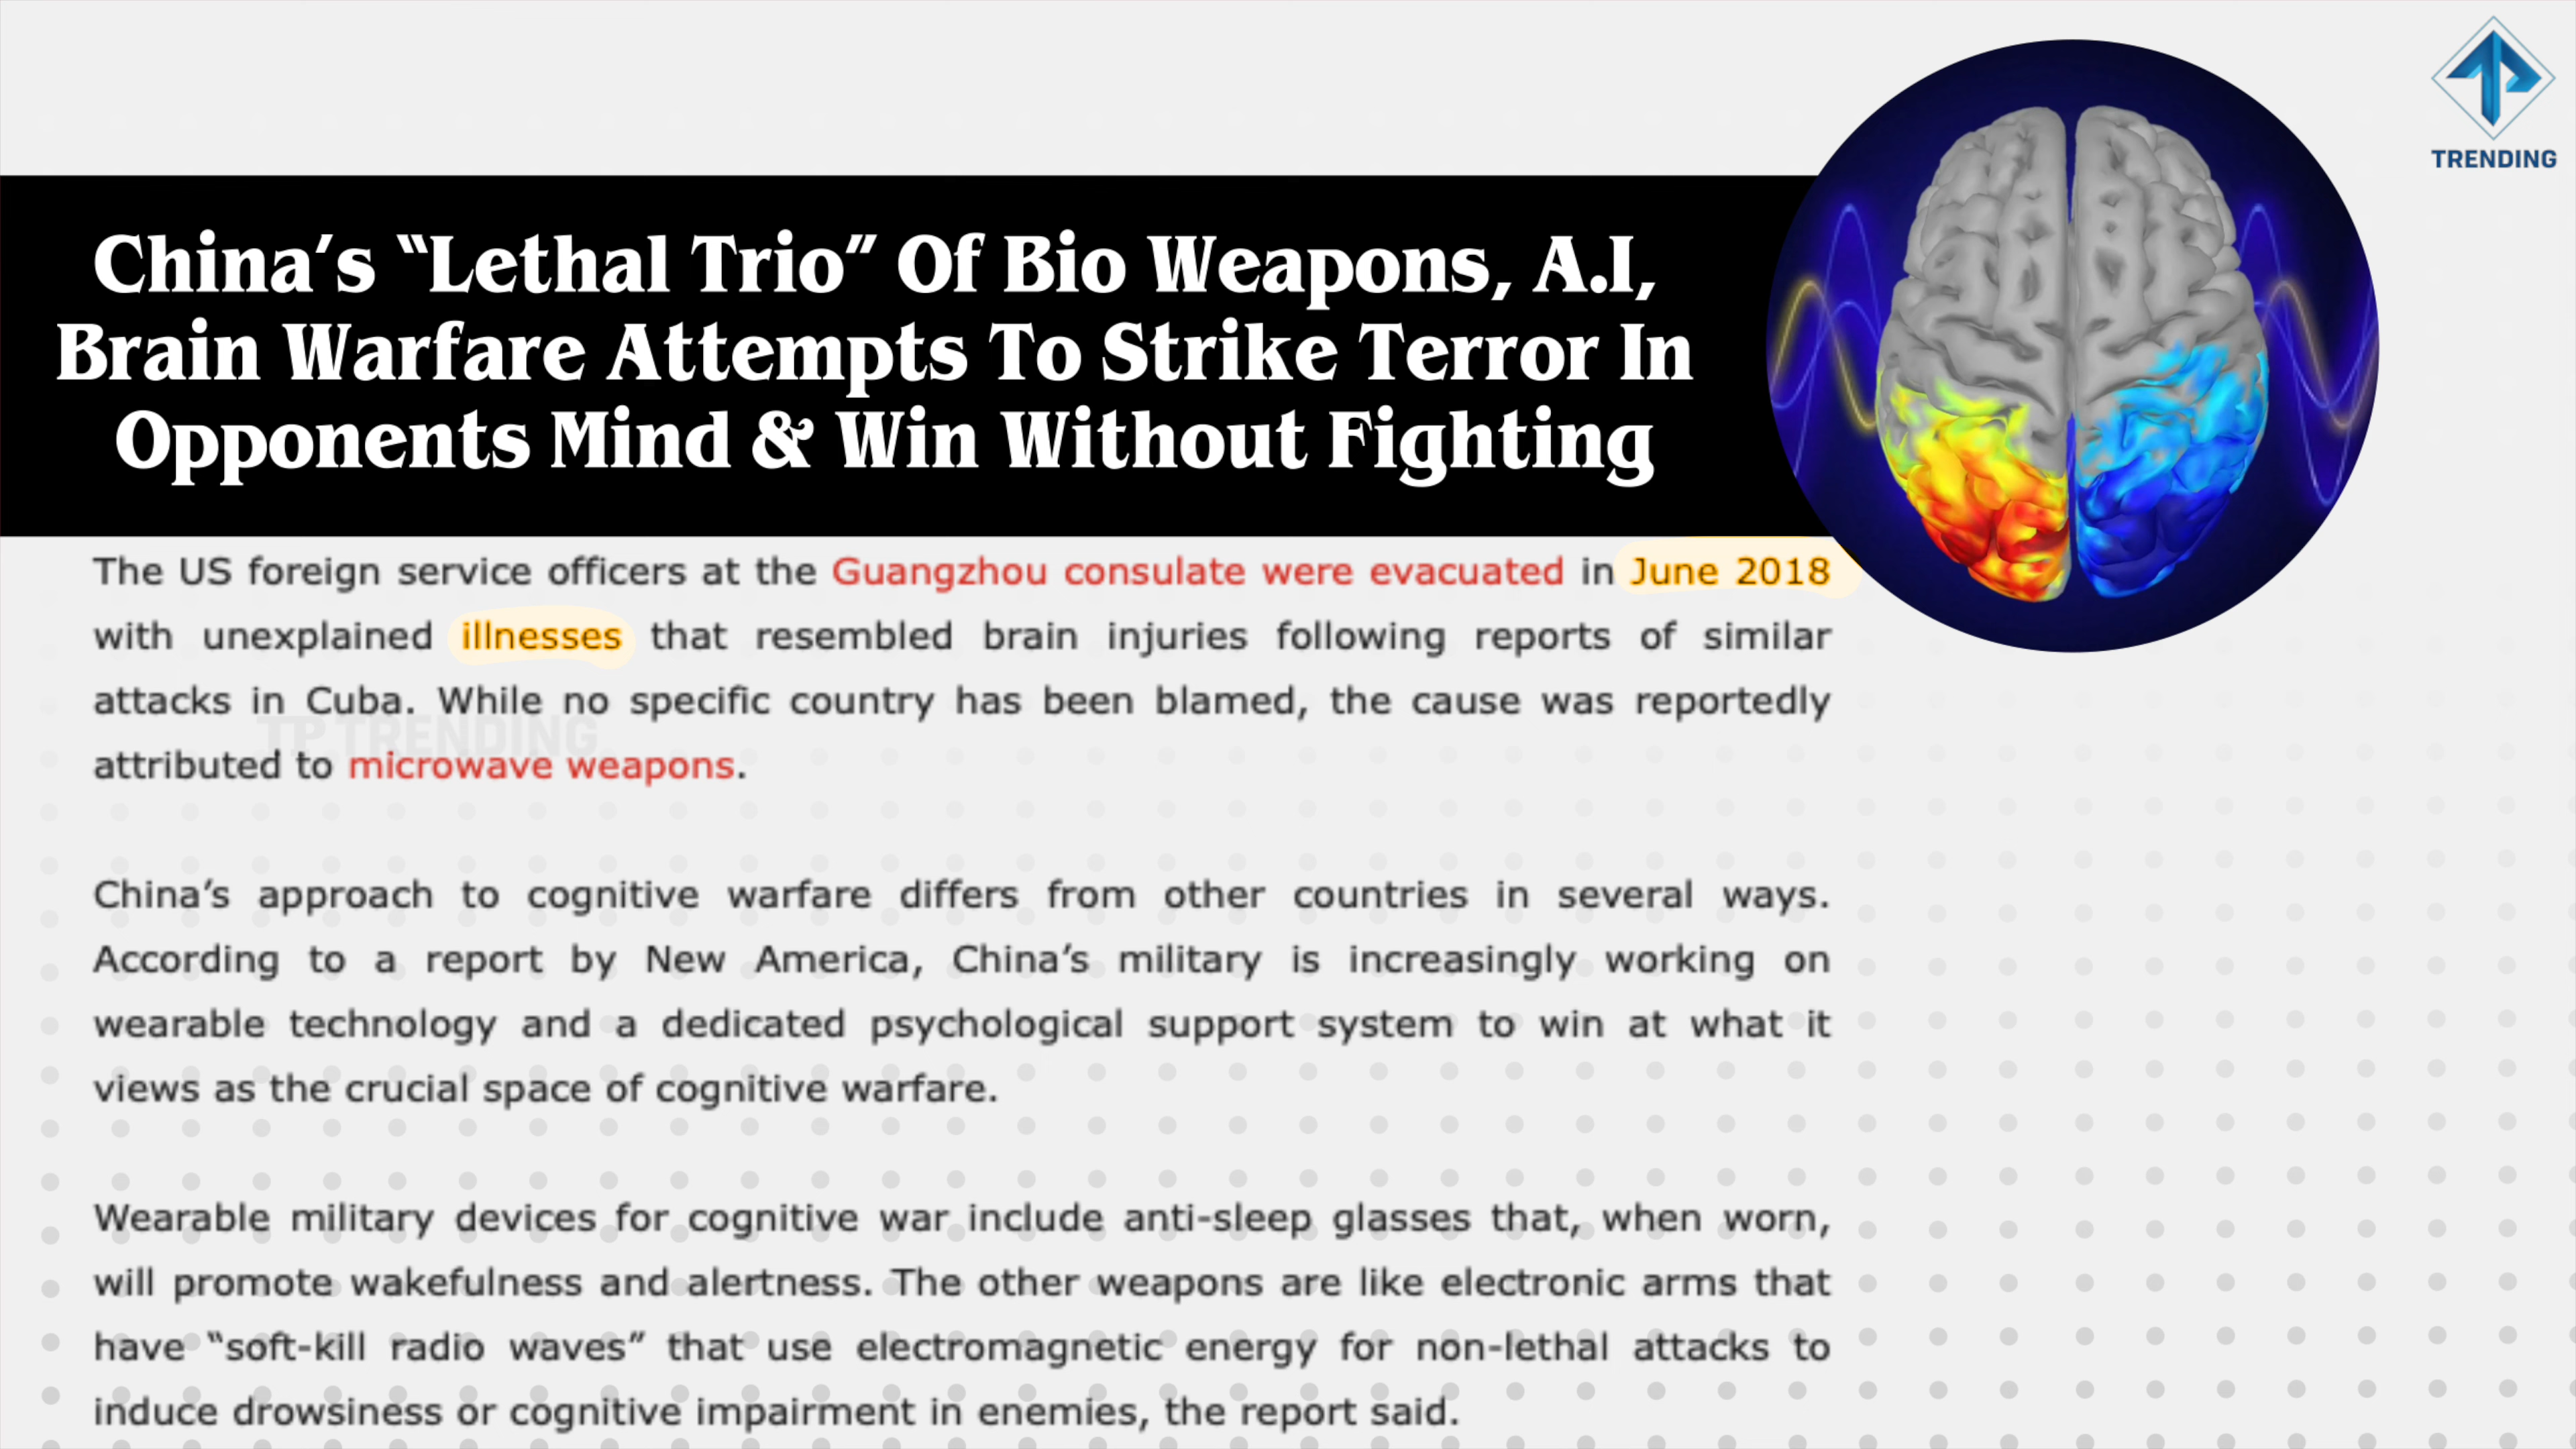 TRENDING
China's “Lethal Trio” Of Bio Weapons, A.I,
Brain Warfare Attempts To Strike Terror In
Opponents Mind & Win Without Fighting
The US foreign service officers at the Guangzhou consulate were evacuated in June 2018
with unexplained illnesses that resembled brain injuries following reports of similar
attacks in Cuba. While no specific country has been blamed, the cause was reportedly
TP TRENDING
attributed to microwave weapons.
China's approach to cognitive warfare differs from other countries in several ways.
According to a report by New America, China's military is increasingly working on
wearable technology and a dedicated psychological support system to win at what it
views as the crucial space of cognitive warfare.
Wearable military devices for cognitive war include anti-sleep glasses that, when worn,
will promote wakefulness and alertness. The other weapons are like electronic arms that
have “soft-kill radio waves” that use electromagnetic energy for non-lethal attacks to
induce drowsiness or cognitive impairment in enemies, the report said.